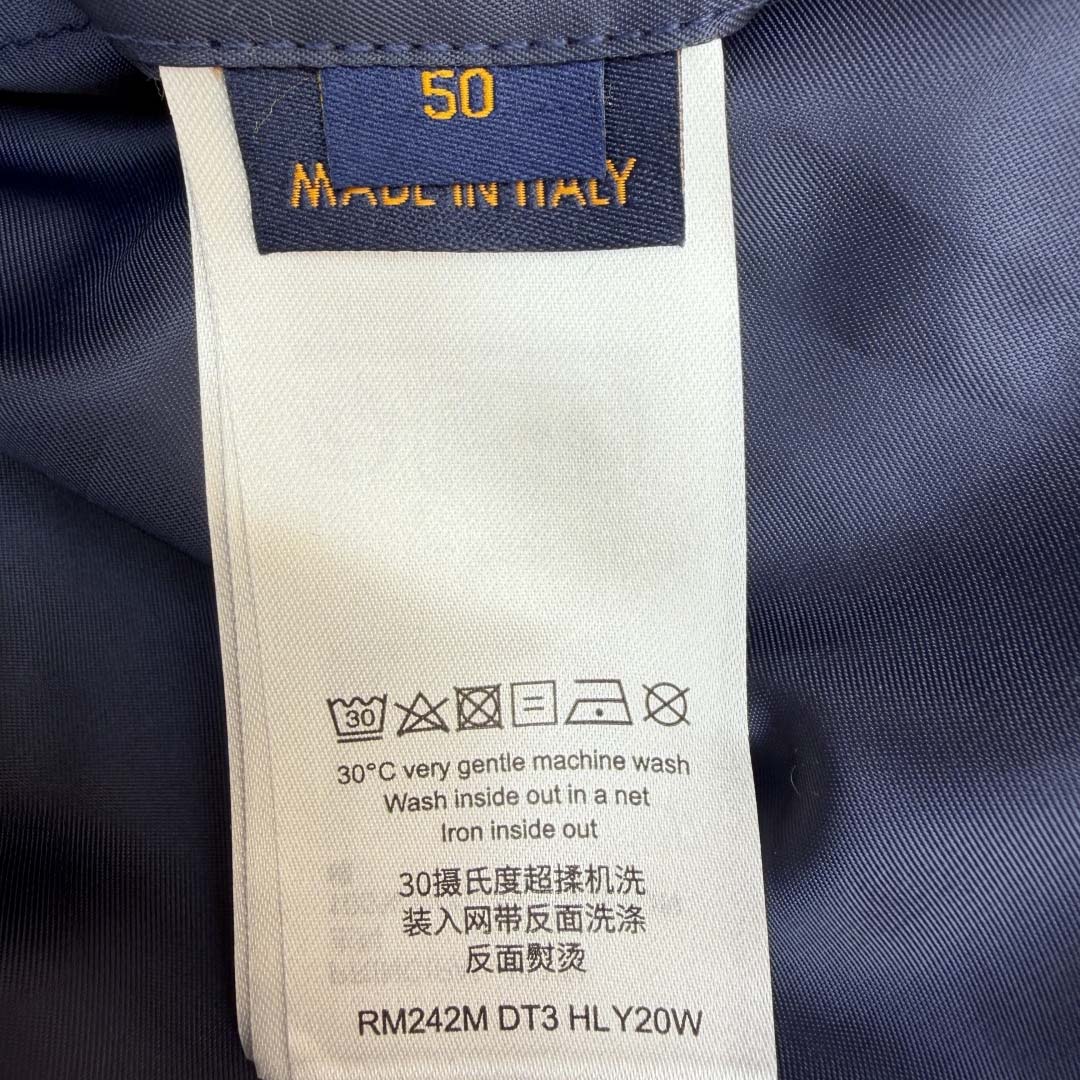 50
MADE IN ITALY
30
30°C very gentle machine wash
Wash inside out in a net
Iron inside out
30摄氏度超揉机洗
装入网带反面洗涤
反面熨烫
RM242M DT3 HLY20W